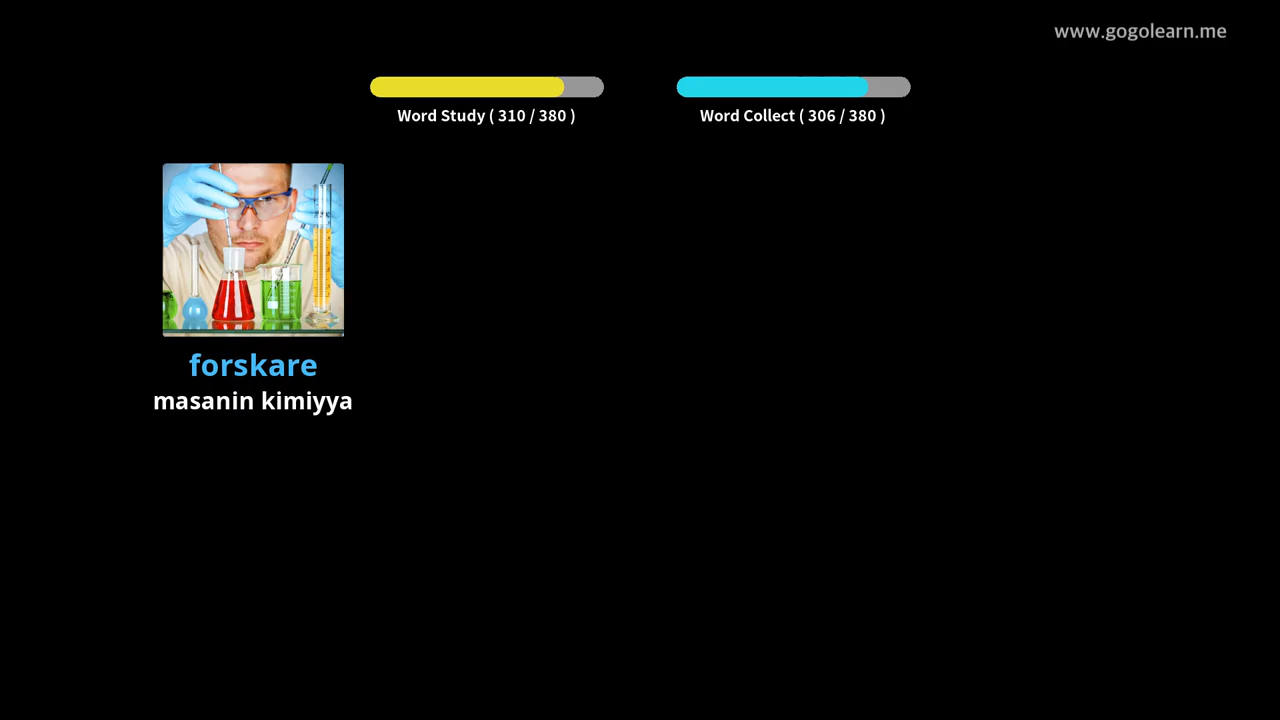 www.gogolearn.me
Word Study ( 310 / 380 )
Word Collect ( 306 / 380 )
forskare
masanin kimiyya